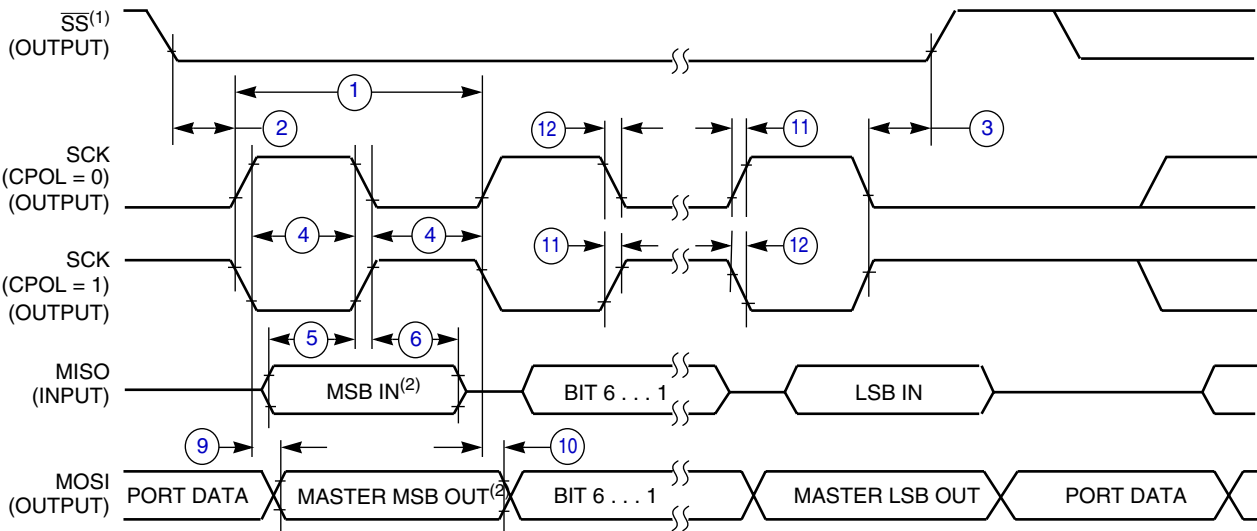 SS(1)
(OUTPUT)
1
2
12
11
3
SCK
(CPOL = 0)
(OUTPUT)
4
4
11
12
SCK
(CPOL = 1)
(OUTPUT)
5
6
MISO
(INPUT)
MSB IN(2)
BIT 6 . . . 1
LSB IN
9
10
MOSI
(OUTPUT)
PORT DATA
MASTER MSB OUT(2
BIT 6 . . . 1
MASTER LSB OUT
PORT DATA